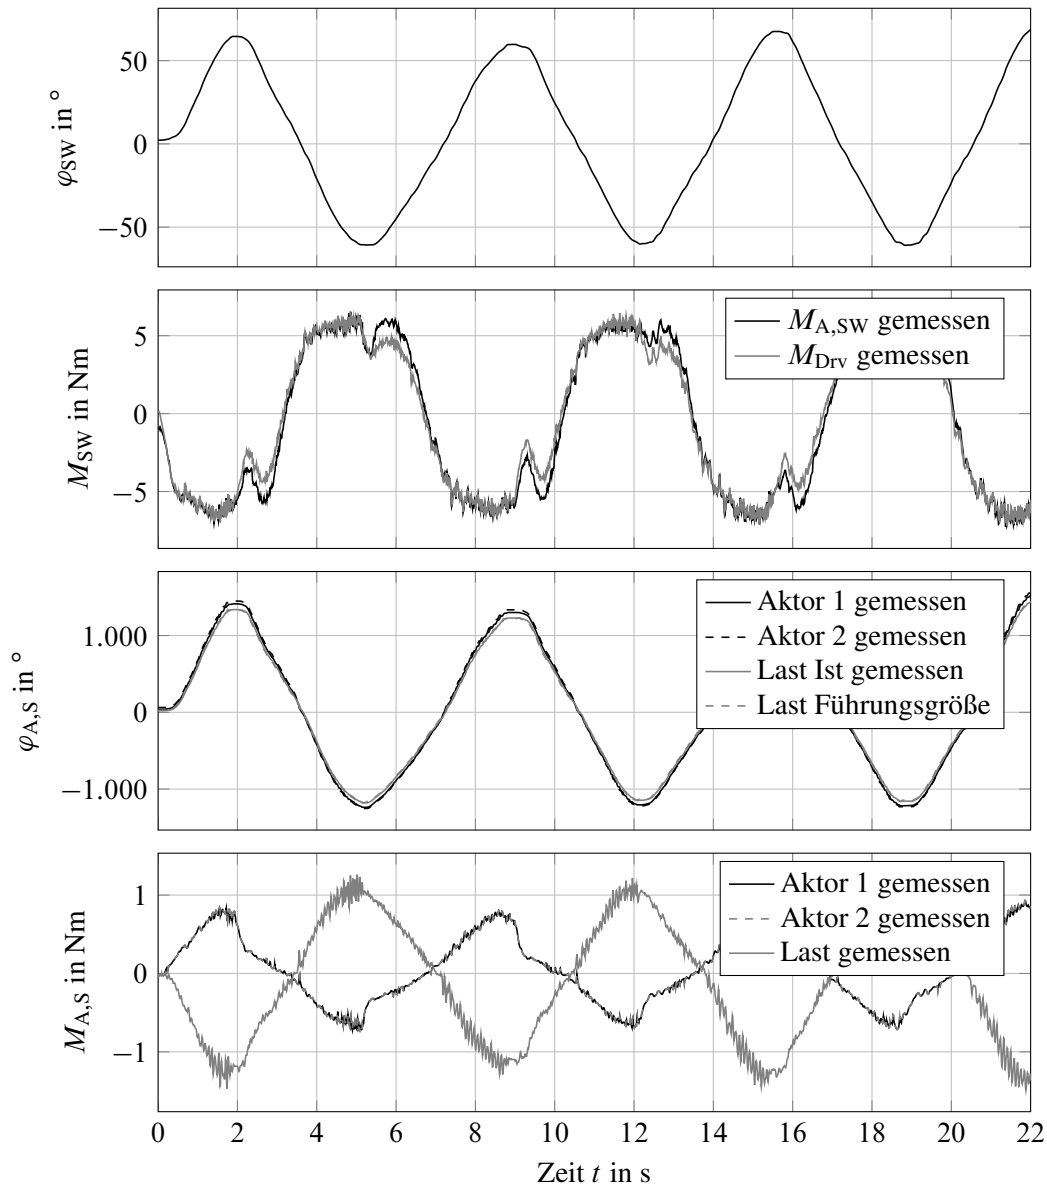 φSW in °
50
0
−50
MSW in Nm
5
0
−5
MA,SW gemessen
MDrv gemessen
φA,S in °
1.000
0
−1.000
Aktor 1 gemessen
Aktor 2 gemessen
Last Ist gemessen
Last Führungsgröße
MA,S in Nm
1
0
−1
Aktor 1 gemessen
Aktor 2 gemessen
Last gemessen
0 2 4 6 8 10 12 14 16 18 20 22
Zeit t in s